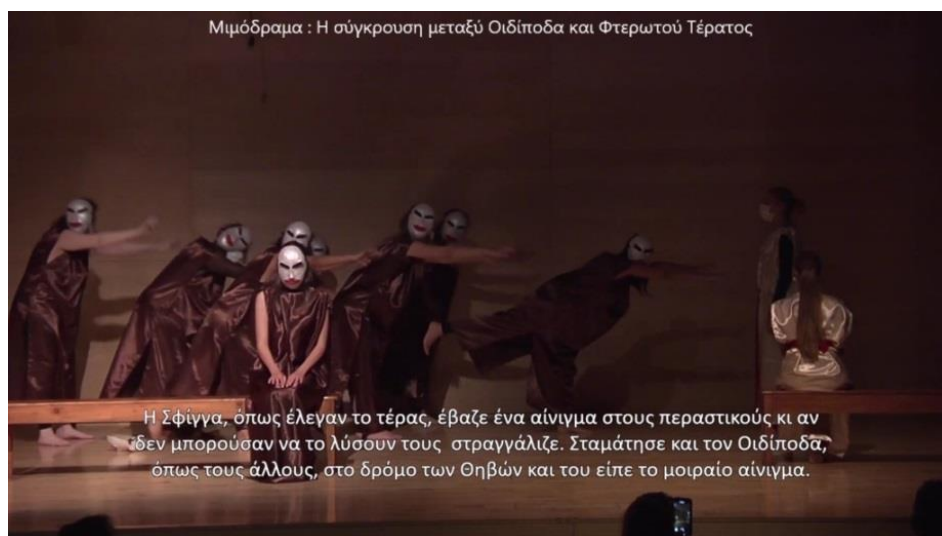 Μιμόδραμα : Η σύγκρουση μεταξύ Οιδίποδα και Φτερωτού Τέρατος
Η Σφίγγα, όπως έλεγαν το τέρας, έβαζε ένα αίνιγμα στους περαστικούς κι αν
δεν μπορούσαν να το λύσουν τους στραγγάλιζε. Σταμάτησε και τον Οιδίποδα,
όπως τους άλλους, στο δρόμο των Θηβών και του είπε το μοιραίο αίνιγμα.